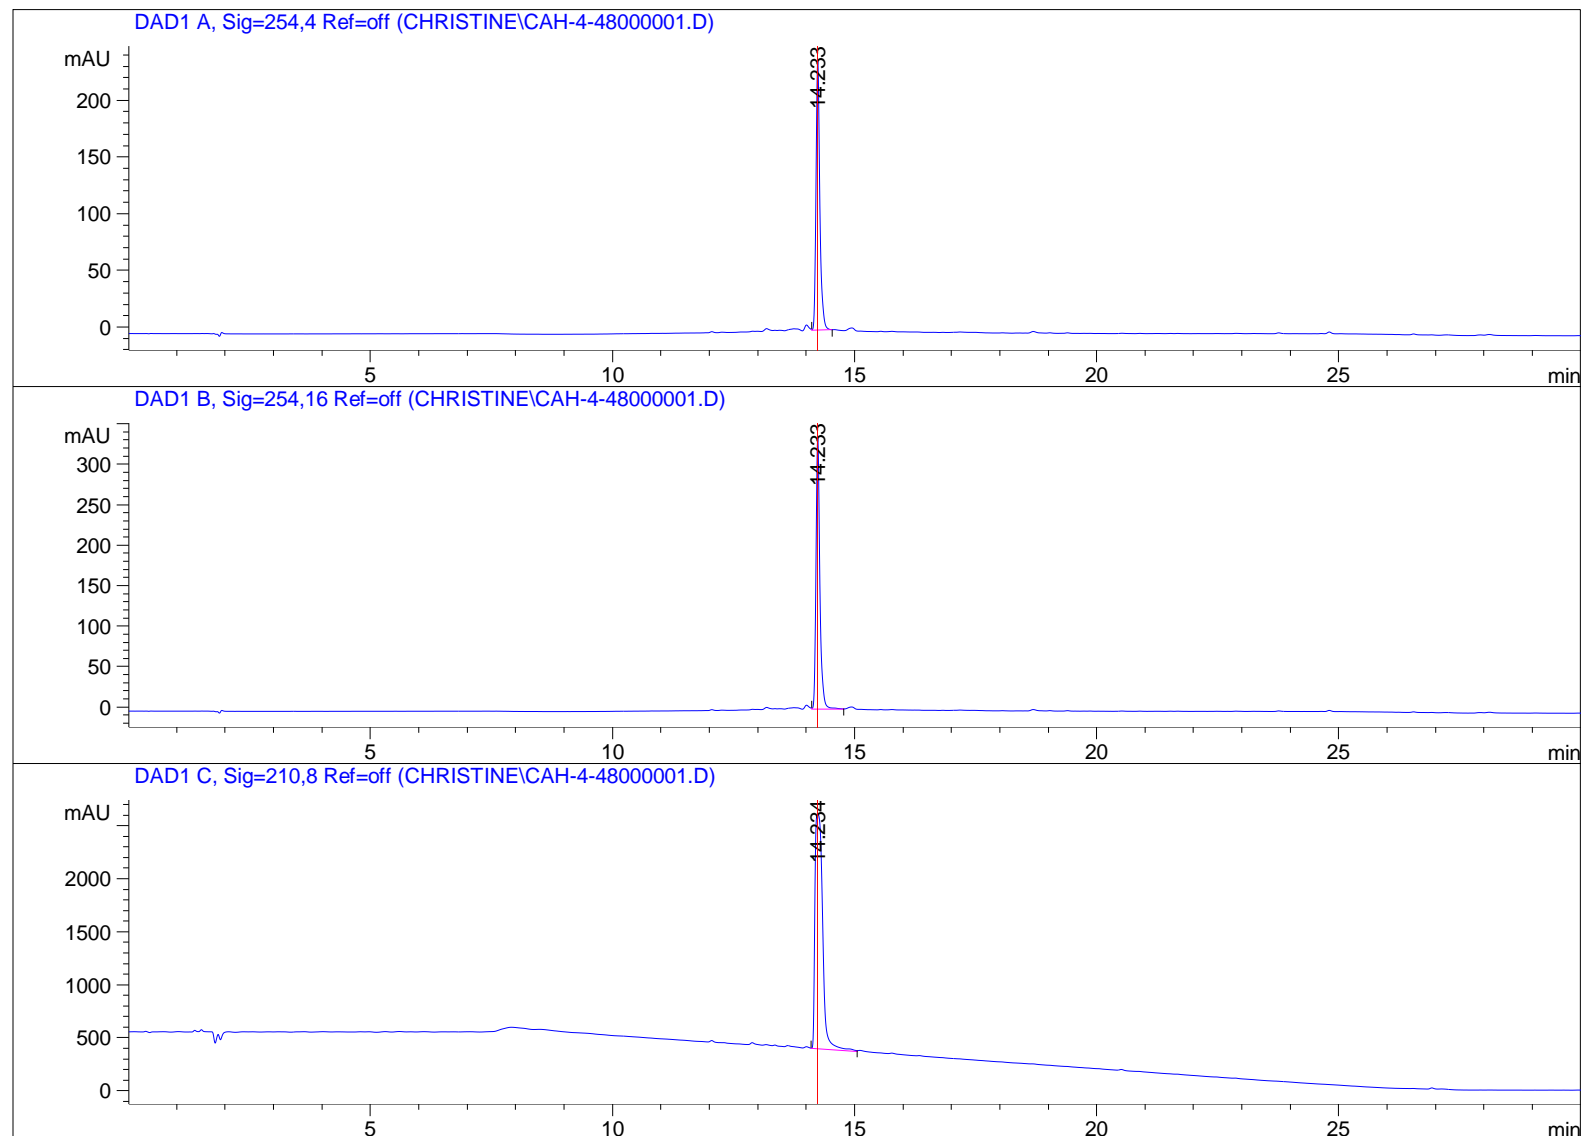 DAD1 A, Sig=254,4 Ref=off (CHRISTINE\CAH-4-48000001.D)
mAU
14.233
200
150
100
50
0
5 10 15 20 25 min
DAD1 B, Sig=254,16 Ref=off (CHRISTINE\CAH-4-48000001.D)
mAU
14.233
300
250
200
150
100
50
0
5 10 15 20 25 min
DAD1 C, Sig=210,8 Ref=off (CHRISTINE\CAH-4-48000001.D)
mAU
14.234
2000
1500
1000
500
0
5 10 15 20 25 min